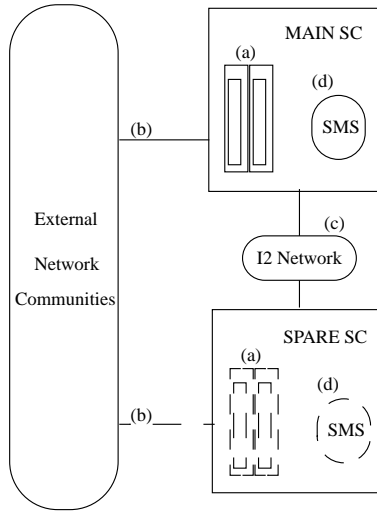 MAIN SC
(a)
(d)
SMS
(b)
External
Network
Communities
(c)
I2 Network
SPARE SC
(a)
(d)
SMS
(b)